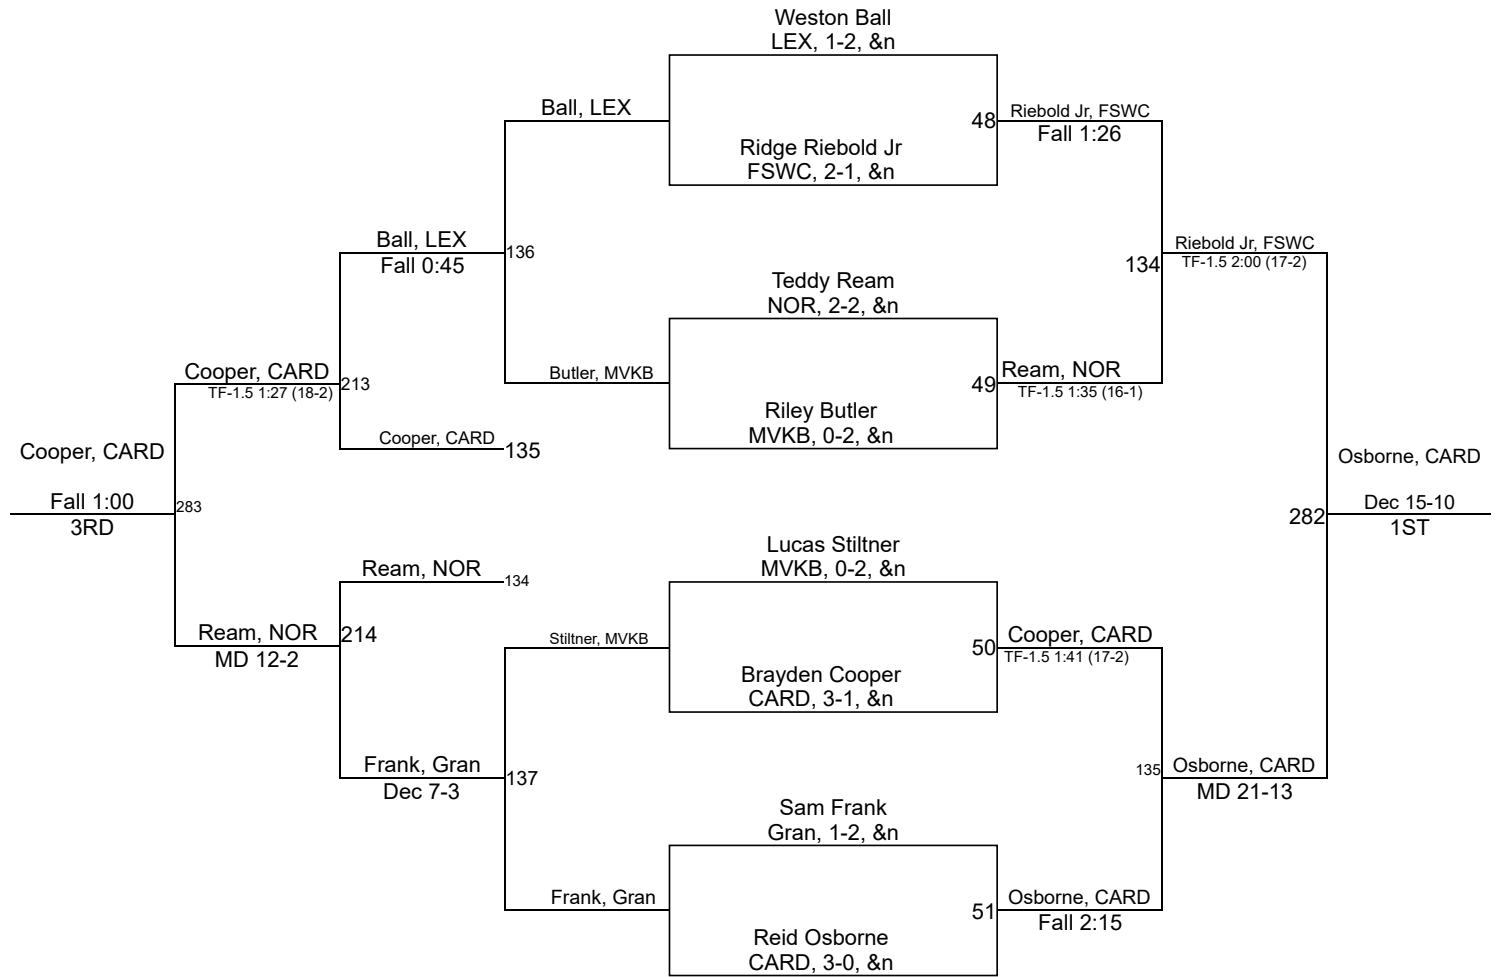 Weston Ball
LEX, 1-2, &n
Ball, LEX
48
Riebold Jr, FSWC
Fall 1:26
Ridge Riebold Jr
FSWC, 2-1, &n
Ball, LEX
Fall 0:45
136
134
Riebold Jr, FSWC
TF-1.5 2:00 (17-2)
Teddy Ream
NOR, 2-2, &n
Cooper, CARD
TF-1.5 1:27 (18-2)
213
Butler, MVKB
49
Ream, NOR
TF-1.5 1:35 (16-1)
Riley Butler
MVKB, 0-2, &n
Cooper, CARD
135
Cooper, CARD
Fall 1:00
3RD
283
Osborne, CARD
282
Dec 15-10
1ST
Lucas Stiltner
MVKB, 0-2, &n
Ream, NOR
134
Ream, NOR
MD 12-2
214
Stiltner, MVKB
50
Cooper, CARD
TF-1.5 1:41 (17-2)
Brayden Cooper
CARD, 3-1, &n
Frank, Gran
Dec 7-3
137
135
Osborne, CARD
MD 21-13
Sam Frank
Gran, 1-2, &n
Frank, Gran
51
Osborne, CARD
Fall 2:15
Reid Osborne
CARD, 3-0, &n